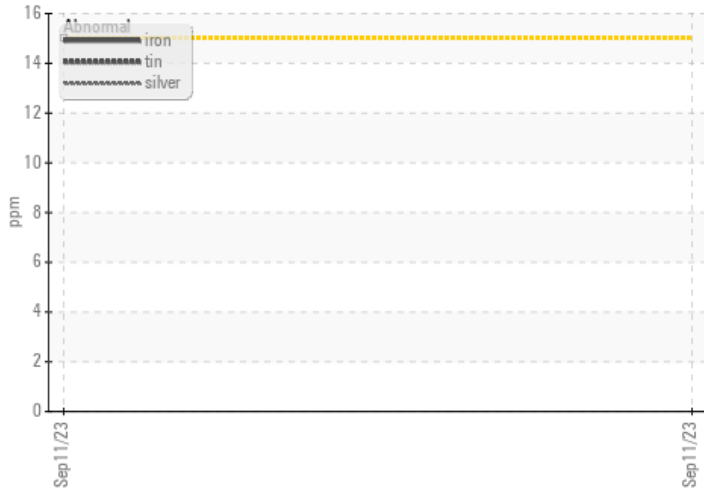 16
14
12
10
8
6
4
2
0
ppm
Abnormal
iron
tin
silver
Sep11/23
Sep11/23